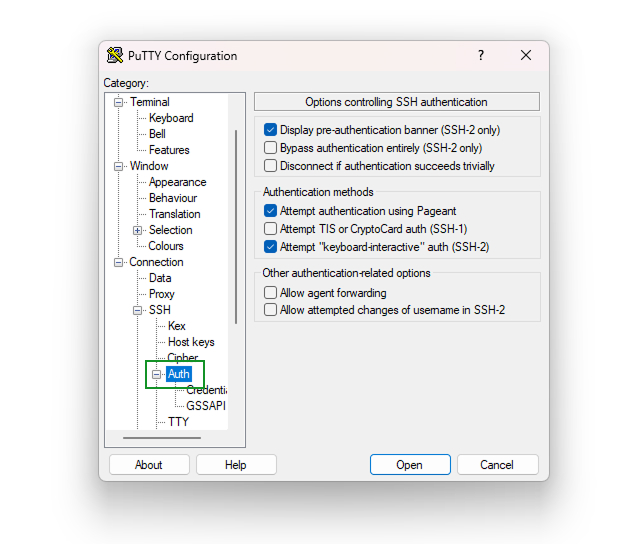 PuTTY Configuration
?
Category:
Terminal
Keyboard
Bell
Features
Window
Appearance
Behaviour
Translation
Selection
Colours
Connection
Data
Proxy
SSH
Kex
Host keys
Cipher
Auth
Credentia
GSSAPI
TTY
Options controlling SSH authentication
Display pre-authentication banner (SSH-2 only)
Bypass authentication entirely (SSH-2 only)
Disconnect if authentication succeeds trivially
Authentication methods
Attempt authentication using Pageant
Attempt TIS or CryptoCard auth (SSH-1)
Attempt "keyboard-interactive" auth (SSH-2)
Other authentication-related options
Allow agent forwarding
Allow attempted changes of username in SSH-2
About
Help
Open
Cancel